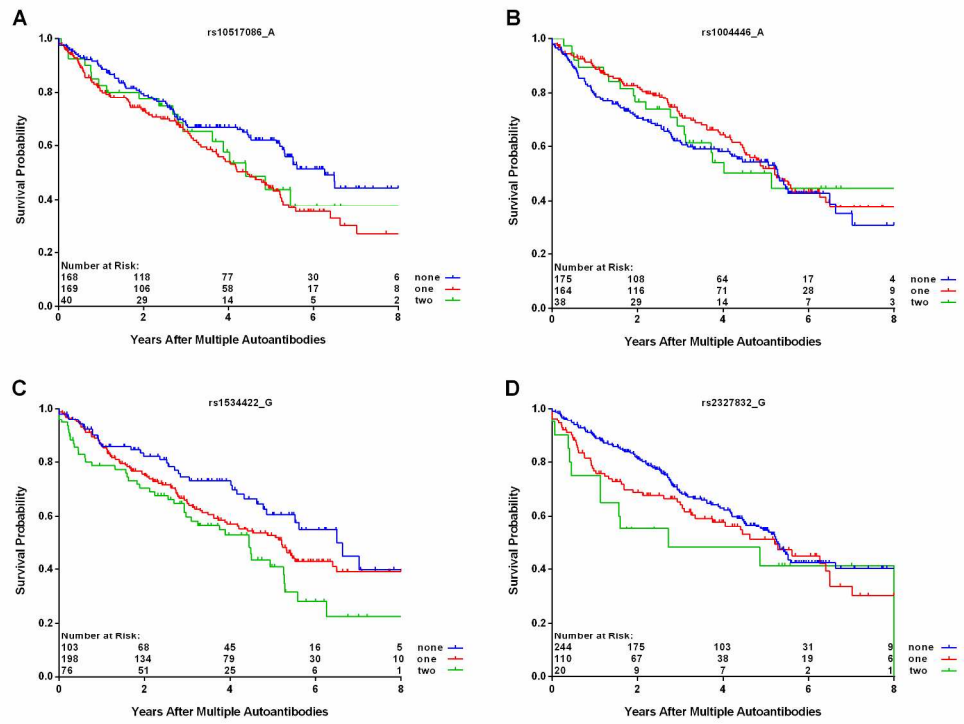 A
rs10517086_A
1.0
0.8
0.6
0.4
0.2
0.0
Survival Probability
Number at Risk:
168 118 77 30 6 none
169 106 58 17 8 one
40 29 14 5 2 two
0 2 4 6 8
Years After Multiple Autoantibodies
B
rs1004446_A
1.0
0.8
0.6
0.4
0.2
0.0
Survival Probability
Number at Risk:
175 108 64 17 4 none
164 116 71 28 9 one
38 29 14 7 3 two
0 2 4 6 8
Years After Multiple Autoantibodies
C
rs1534422_G
1.0
0.8
0.6
0.4
0.2
0.0
Survival Probability
Number at Risk:
103 68 45 16 5 none
198 134 79 30 10 one
76 51 25 6 1 two
0 2 4 6 8
Years After Multiple Autoantibodies
D
rs2327832_G
1.0
0.8
0.6
0.4
0.2
0.0
Survival Probability
Number at Risk:
244 175 103 31 9 none
110 67 38 19 6 one
20 9 7 2 1 two
0 2 4 6 8
Years After Multiple Autoantibodies